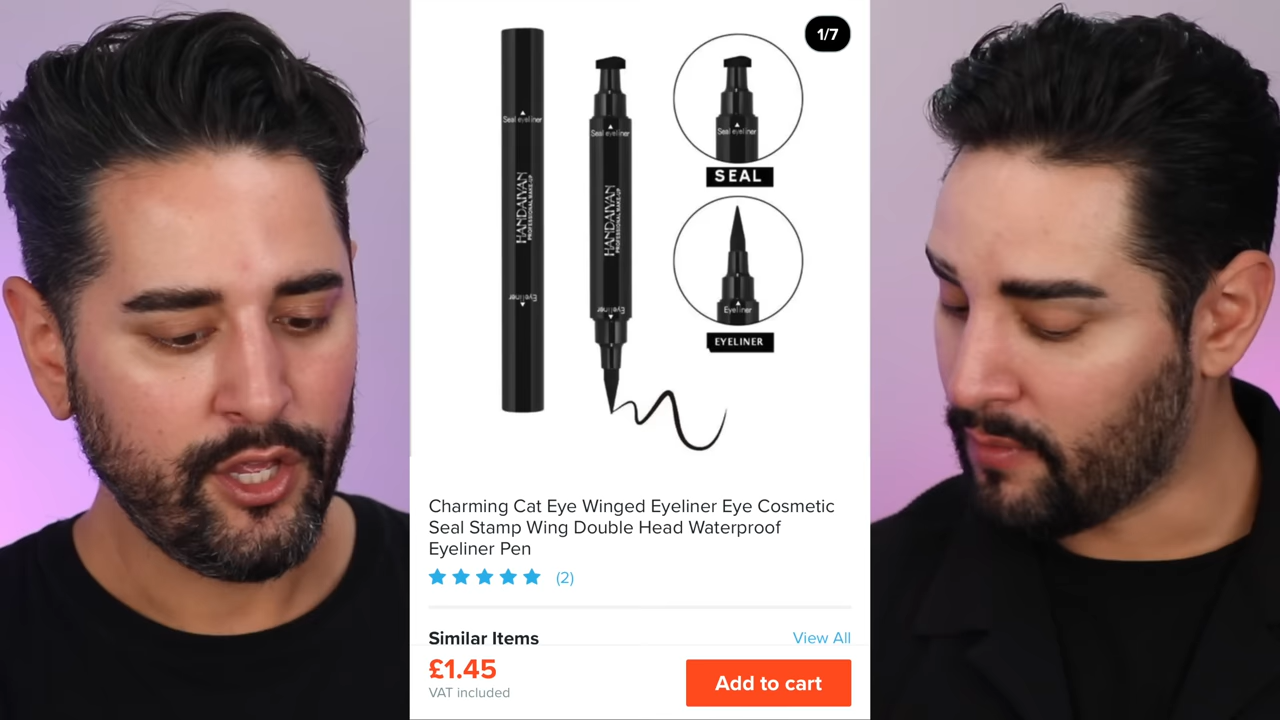 1/7
Seal eyeliner
HANDAIYAN
PROFESSIONAL MAKE-UP
Eyeliner
Seal eyeliner
HANDAIYAN
PROFESSIONAL MAKE-UP
Eyeliner
Seal eyeliner
SEAL
Eyeliner
EYELINER
Charming Cat Eye Winged Eyeliner Eye Cosmetic
Seal Stamp Wing Double Head Waterproof
Eyeliner Pen
(2)
Similar Items
View All
£1.45
VAT included
Add to cart